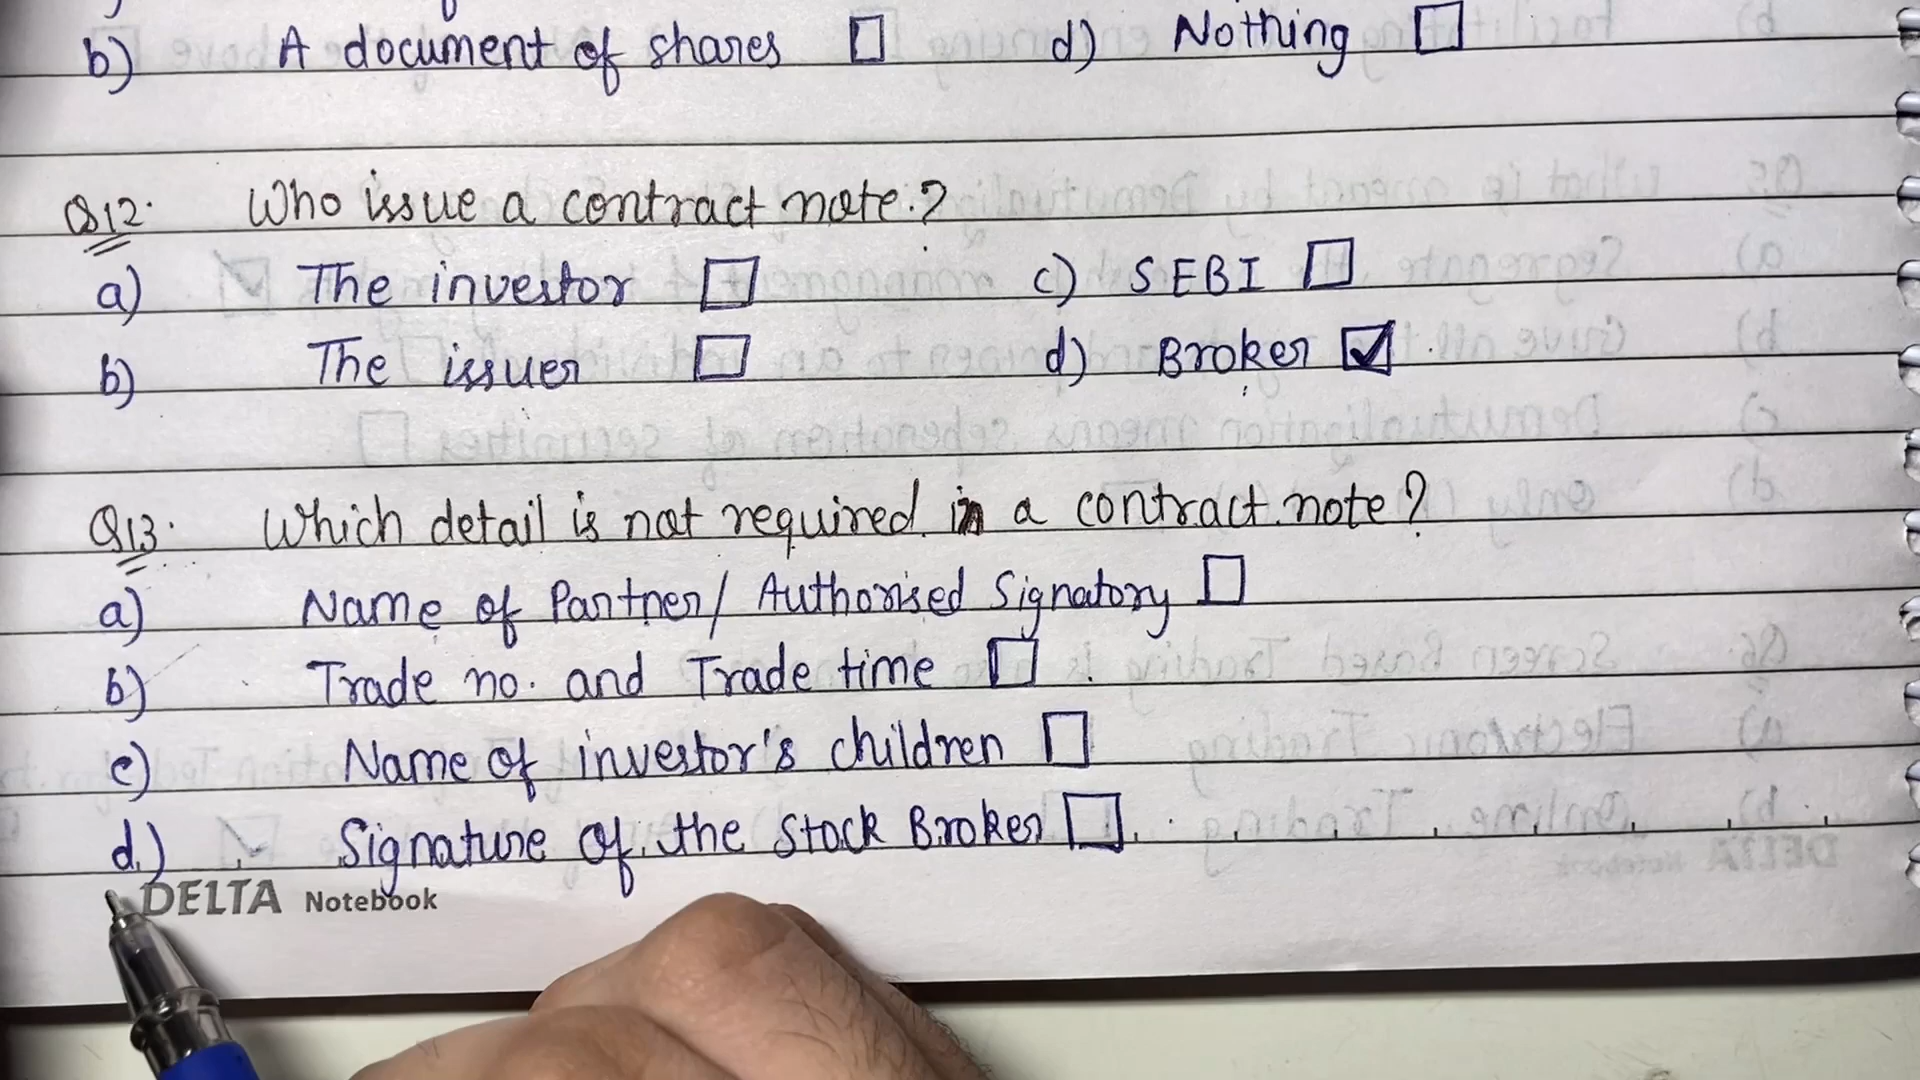 b) A document of shares d) Nothing
Q12. Who issue a contract note.?
a) The investor c) SEBI
b) The issuer d) Broker
Q13. Which detail is not required in a contract note?
a) Name of Partner/ Authorised Signatory
b) Trade no. and Trade time
c) Name of investor's children
d) Signature of the Stock Broker
DELTA Notebook